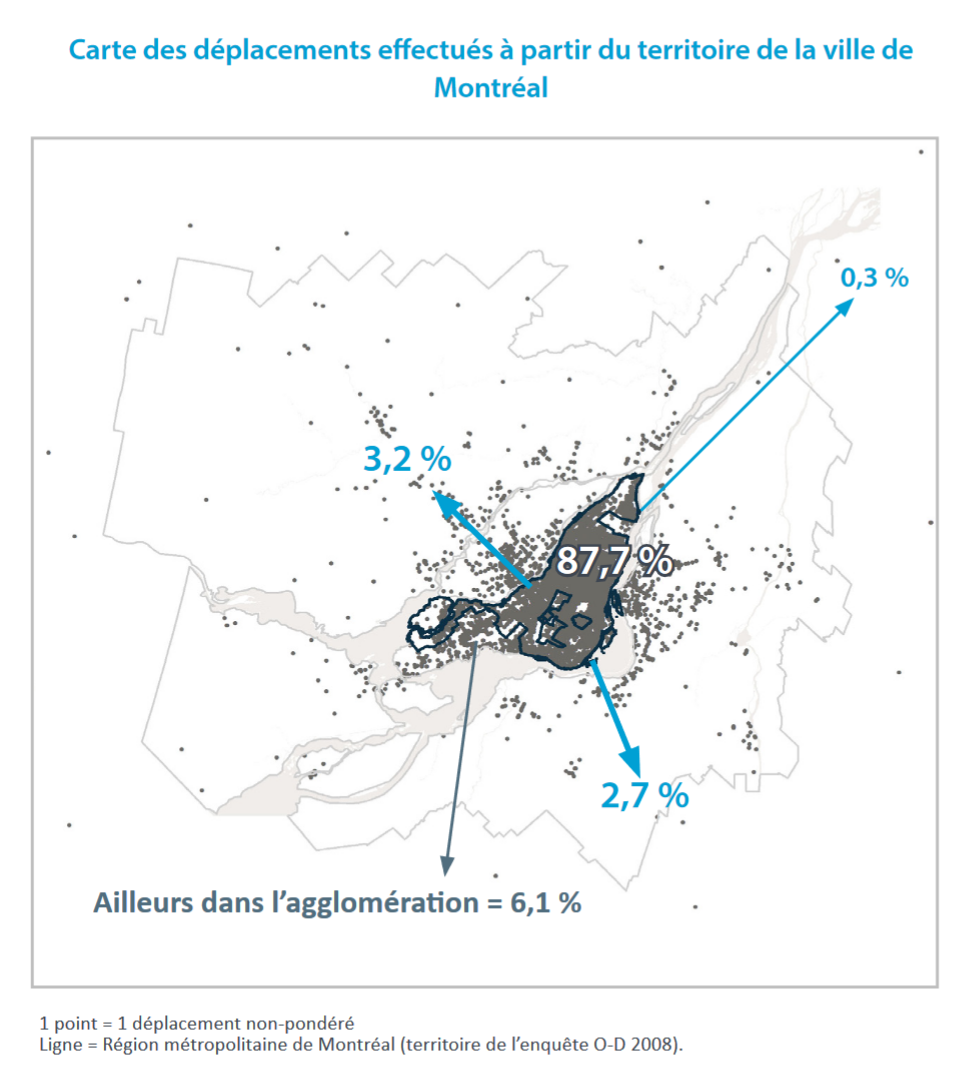 Carte des déplacements effectués à partir du territoire de la ville de
Montréal
0,3 %
3,2 %
87,7 %
2,7 %
Ailleurs dans l’agglomération = 6,1 %
1 point = 1 déplacement non-pondéré
Ligne = Région métropolitaine de Montréal (territoire de l’enquête O-D 2008).